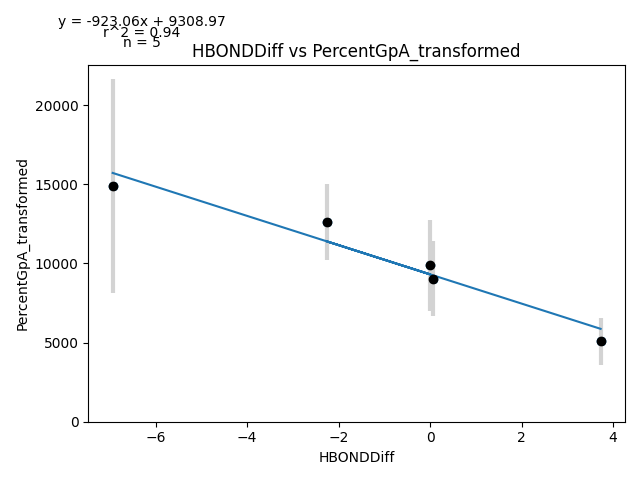 y = -923.06x + 9308.97
r^2 = 0.94
n = 5
HBONDDiff vs PercentGpA_transformed
PercentGpA_transformed
20000
15000
10000
5000
0
−6
−4
−2
0
2
4
HBONDDiff